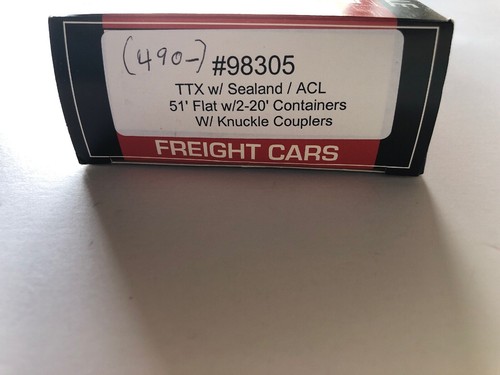 (490-) #98305
TTX w/ Sealand / ACL
51' Flat w/2-20' Containers
W/ Knuckle Couplers
FREIGHT CARS